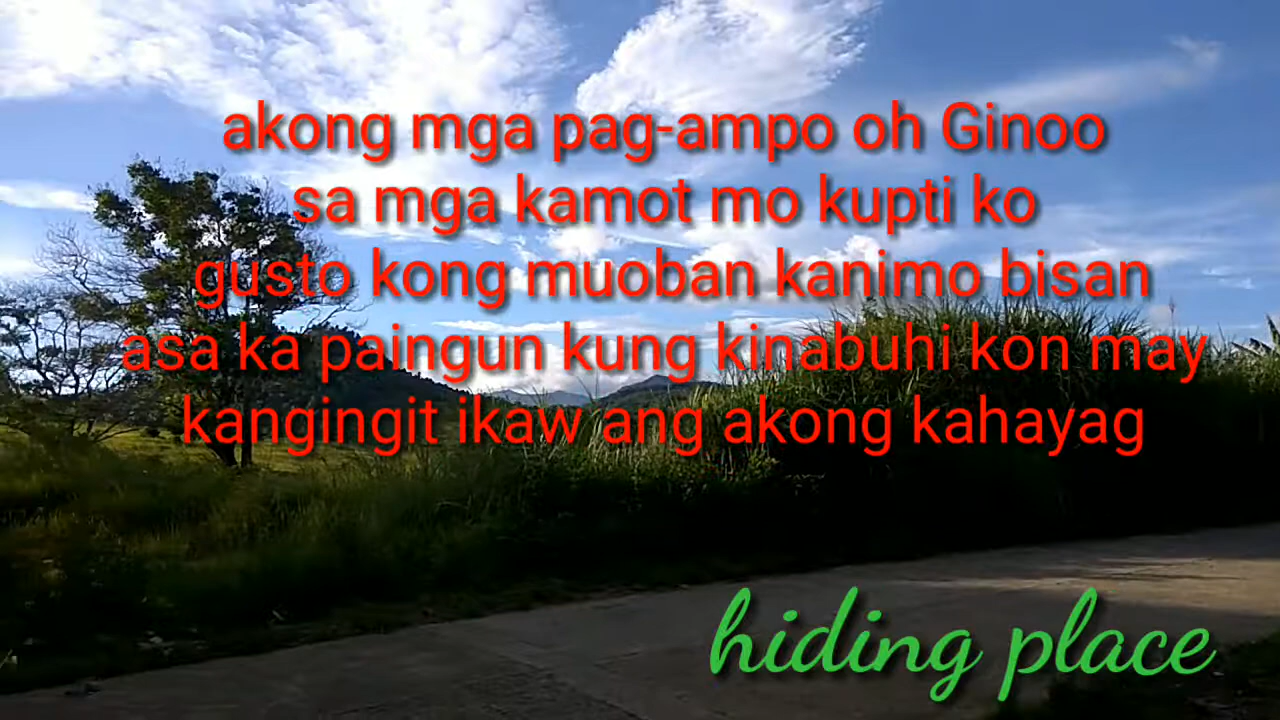 akong mga pag-ampo oh Ginoo
sa mga kamot mo kupti ko
gusto kong muoban kanimo bisan
asa ka paingun kung kinabuhi kon may
kangingit ikaw ang akong kahayag
hiding place